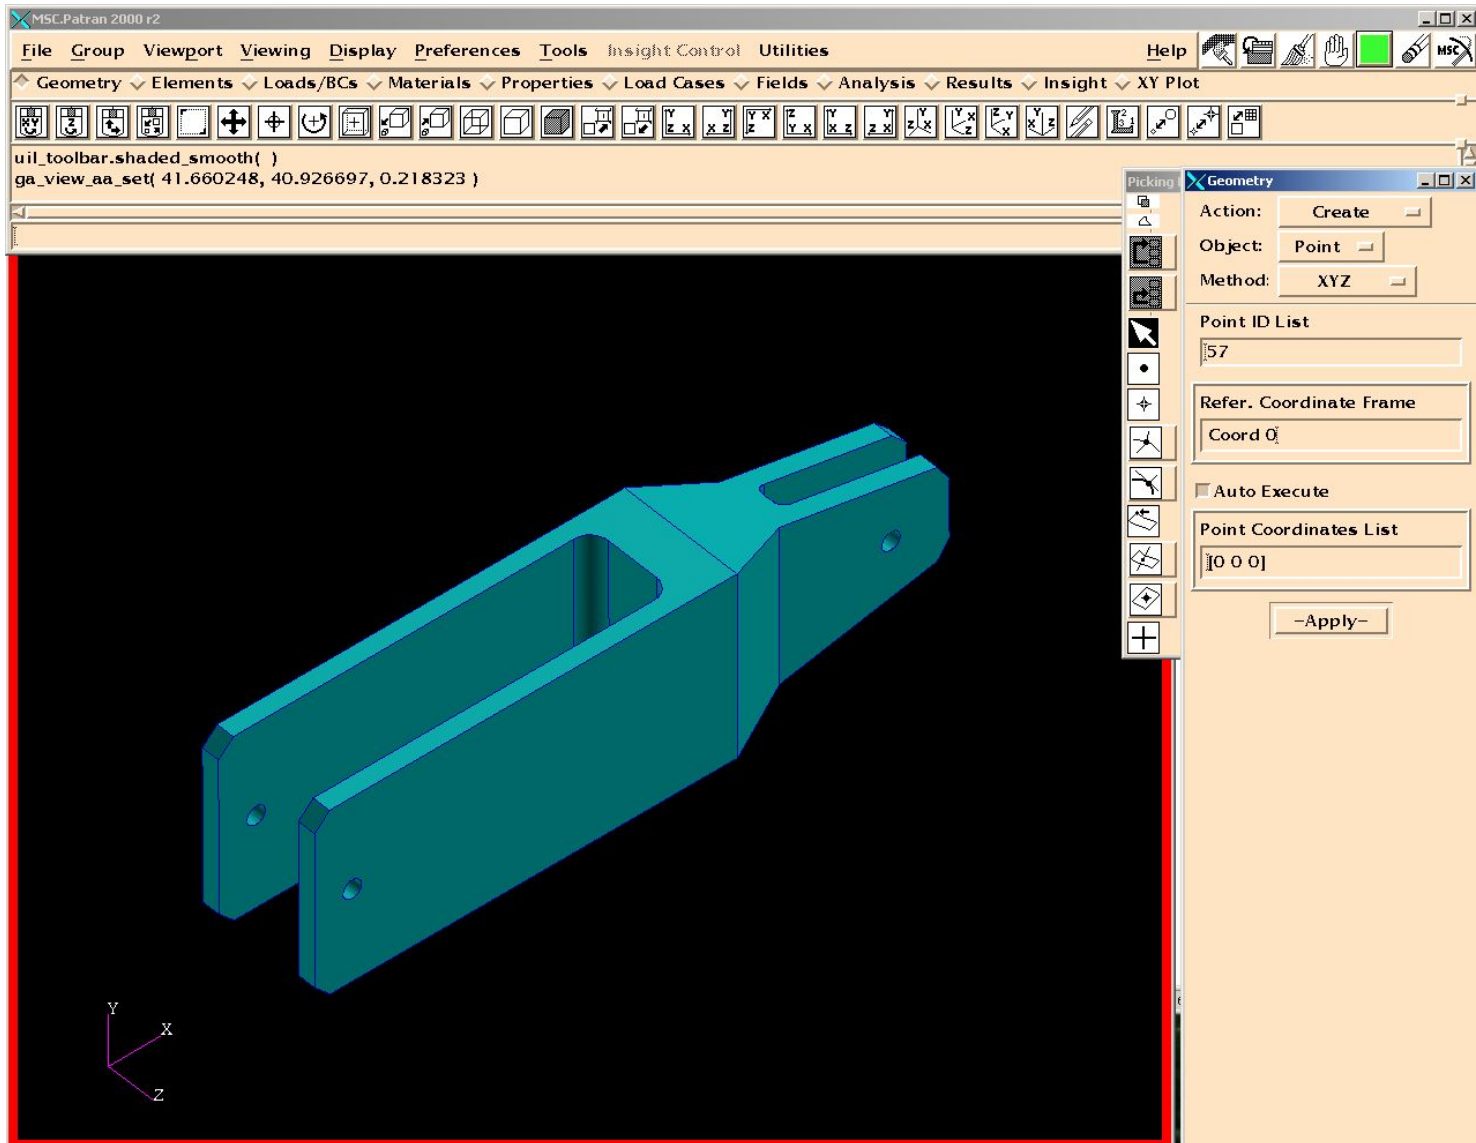 MSC.Patran 2000 r2
File Group Viewport Viewing Display Preferences Tools Insight Control Utilities Help
MSC
Geometry Elements Loads/BCs Materials Properties Load Cases Fields Analysis Results Insight XY Plot
uil_toolbar.shaded_smooth( )
ga_view_aa_set( 41.660248, 40.926697, 0.218323 )
Picking
Geometry
Action: Create
Object: Point
Method: XYZ
Point ID List
57
Refer. Coordinate Frame
Coord 0
Auto Execute
Point Coordinates List
[0 0 0]
-Apply-
Y
X
Z